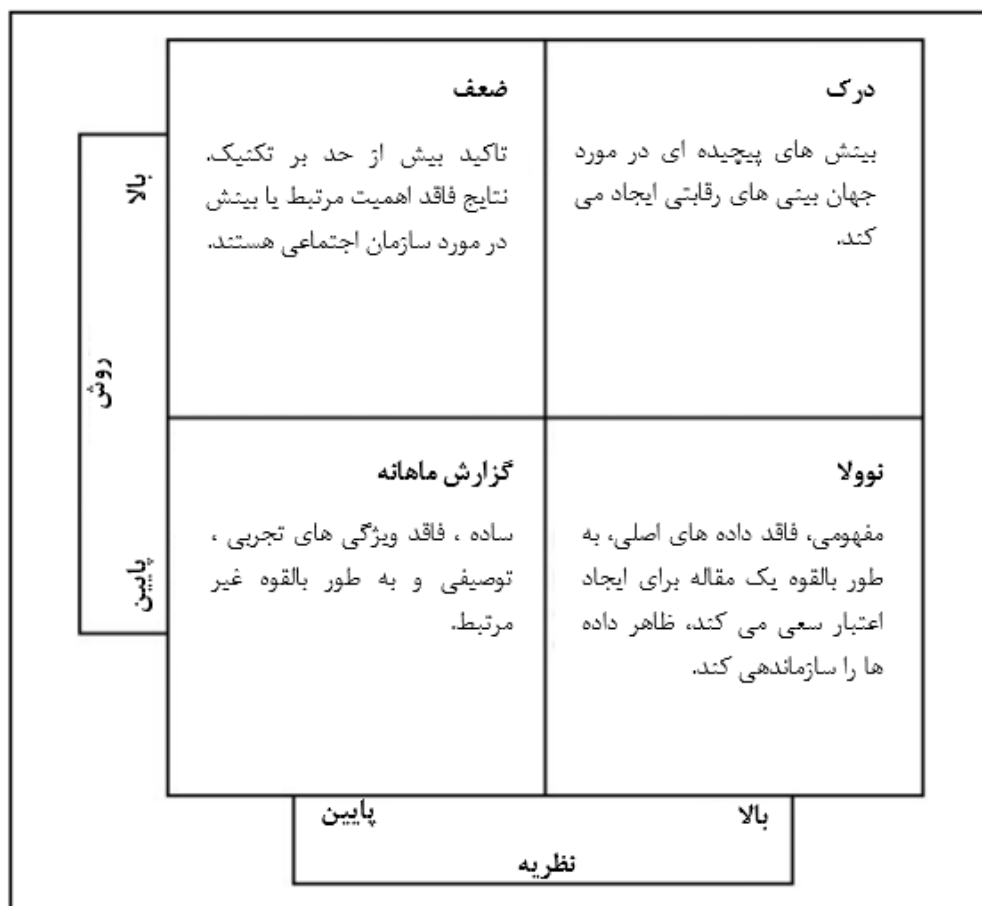 درک
بینش های پیچیده ای در مورد
جهان بینی های رقابتی ایجاد می
کند.
ضعف
تاکید بیش از حد بر تکنیک.
نتایج فاقد اهمیت مرتبط یا بینش
در مورد سازمان اجتماعی هستند.
بالا
روش
پایین
نوولا
مفهومی، فاقد داده های اصلی، به
طور بالقوه یک مقاله برای ایجاد
اعتبار سعی می کند، ظاهر داده
ها را سازماندهی کند.
گزارش ماهانه
ساده ، فاقد ویژگی های تجربی ،
توصیفی و به طور بالقوه غیر
مرتبط.
بالا
پایین
نظریه